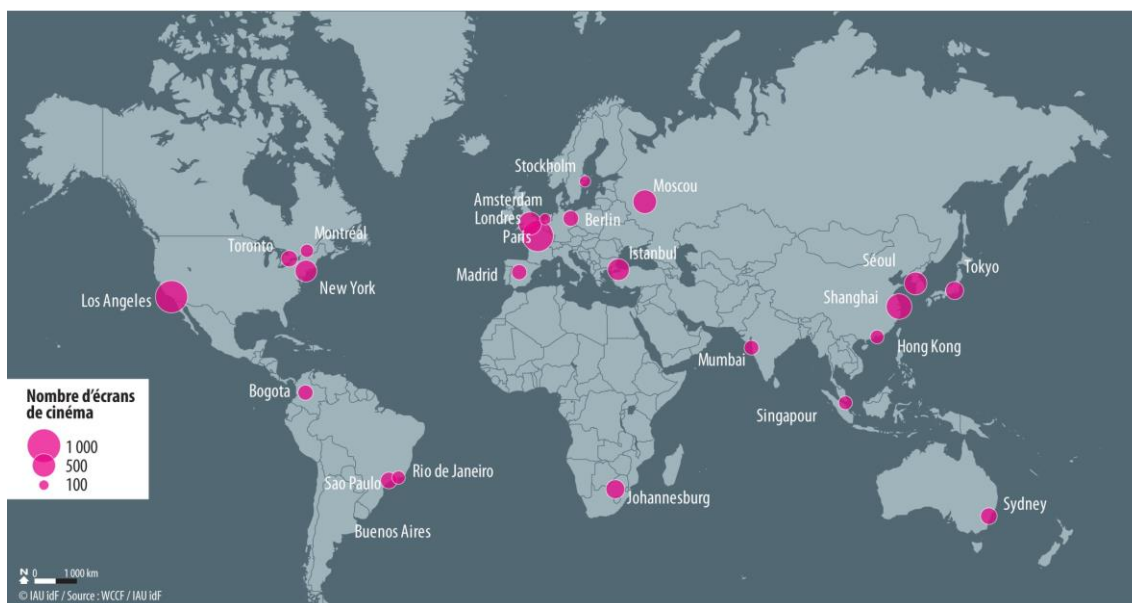 Stockholm
Moscou
Amsterdam
Londres
Berlin
Paris
Montréal
Toronto
Istanbul
Séoul
Tokyo
Madrid
New York
Los Angeles
Shanghai
Hong Kong
Mumbai
Bogota
Singapour
Nombre d'écrans
de cinéma
1 000
500
100
Rio de Janeiro
Sao Paulo
Johannesburg
Sydney
Buenos Aires
N 0 1 000 km
© IAU idF / Source : WCCF / IAU idF